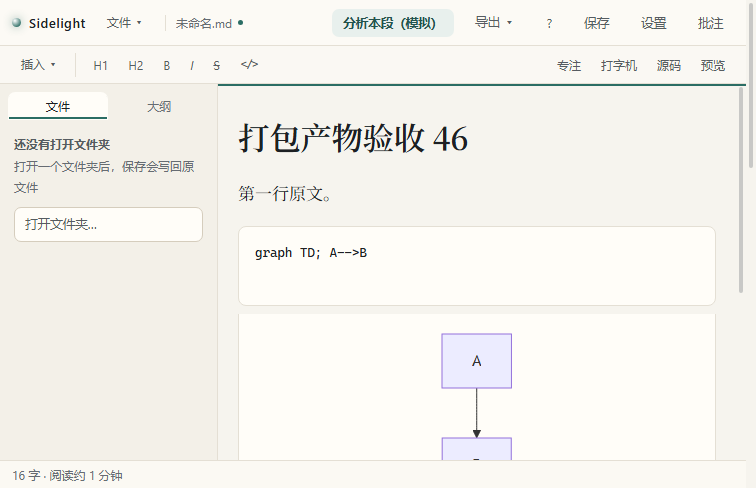 Sidelight 文件 未命名.md 分析本段（模拟） 导出 ? 保存 设置 批注
插入 H1 H2 B I S </> 专注 打字机 源码 预览
文件 大纲
还没有打开文件夹
打开一个文件夹后，保存会写回原
文件
打开文件夹...
打包产物验收 46
第一行原文。
graph TD; A-->B
A
16 字 · 阅读约 1 分钟